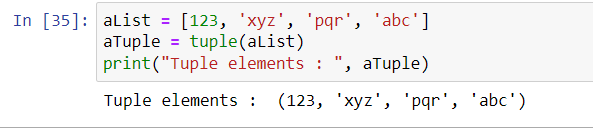 In [35]: aList = [123, 'xyz', 'pqr', 'abc']
aTuple = tuple(aList)
print("Tuple elements : ", aTuple)
Tuple elements :  (123, 'xyz', 'pqr', 'abc')